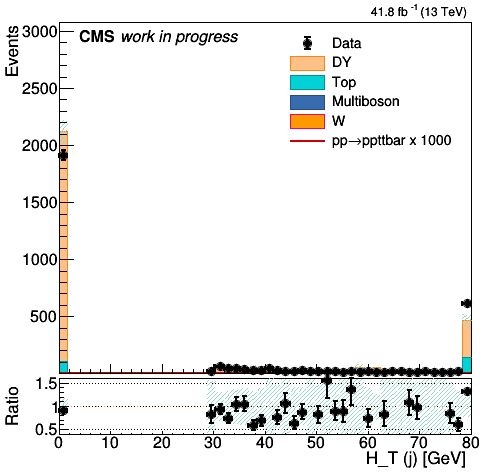 41.8 fb⁻¹ (13 TeV)
CMS work in progress
Events
3000
2500
2000
1500
1000
500
Data
DY
Top
Multiboson
W
pp→ppttbar x 1000
Ratio
1.5
1
0.5
0 10 20 30 40 50 60 70 80
H_T (j) [GeV]